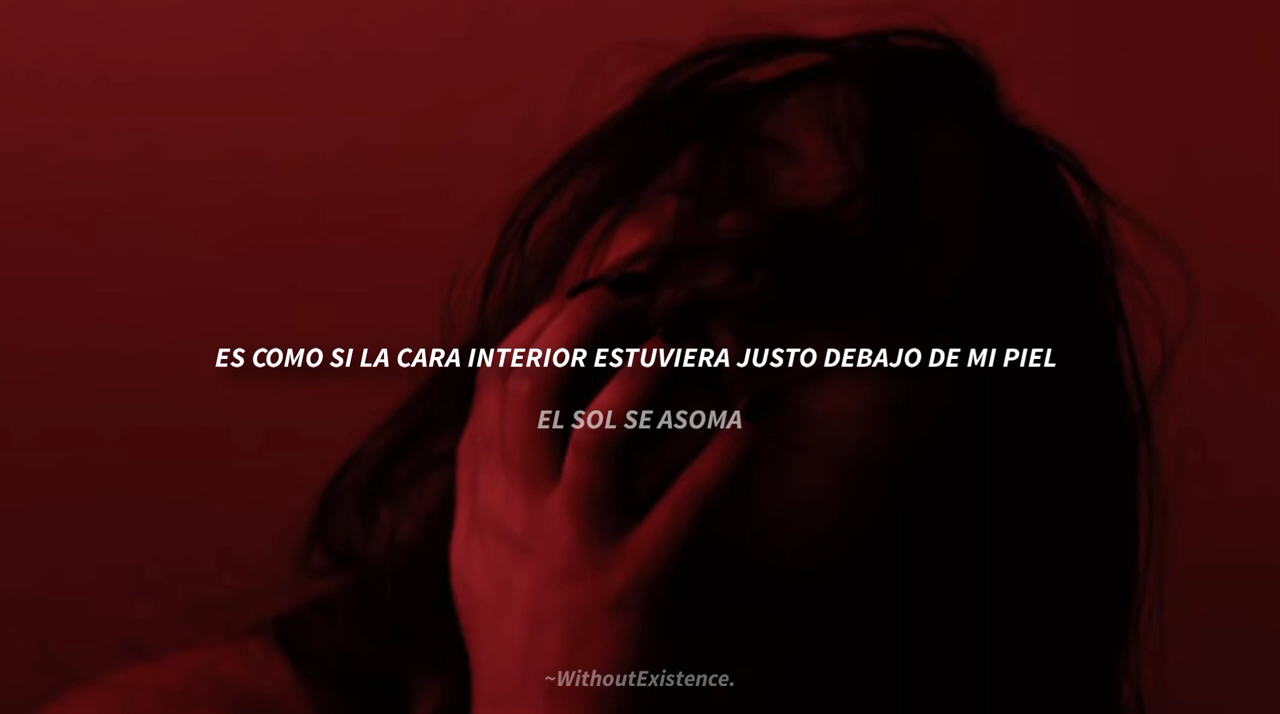 ES COMO SI LA CARA INTERIOR ESTUVIERA JUSTO DEBAJO DE MI PIEL
EL SOL SE ASOMA
~WithoutExistence.